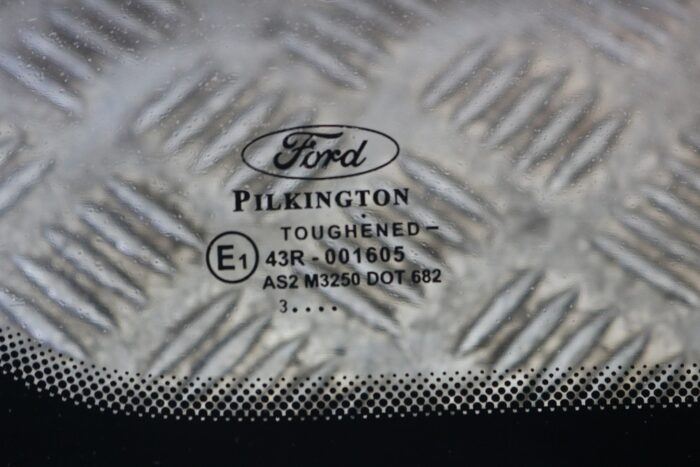 Ford
PILKINGTON
TOUGHENED-
E1 43R - 001605
AS2 M3250 DOT 682
3....